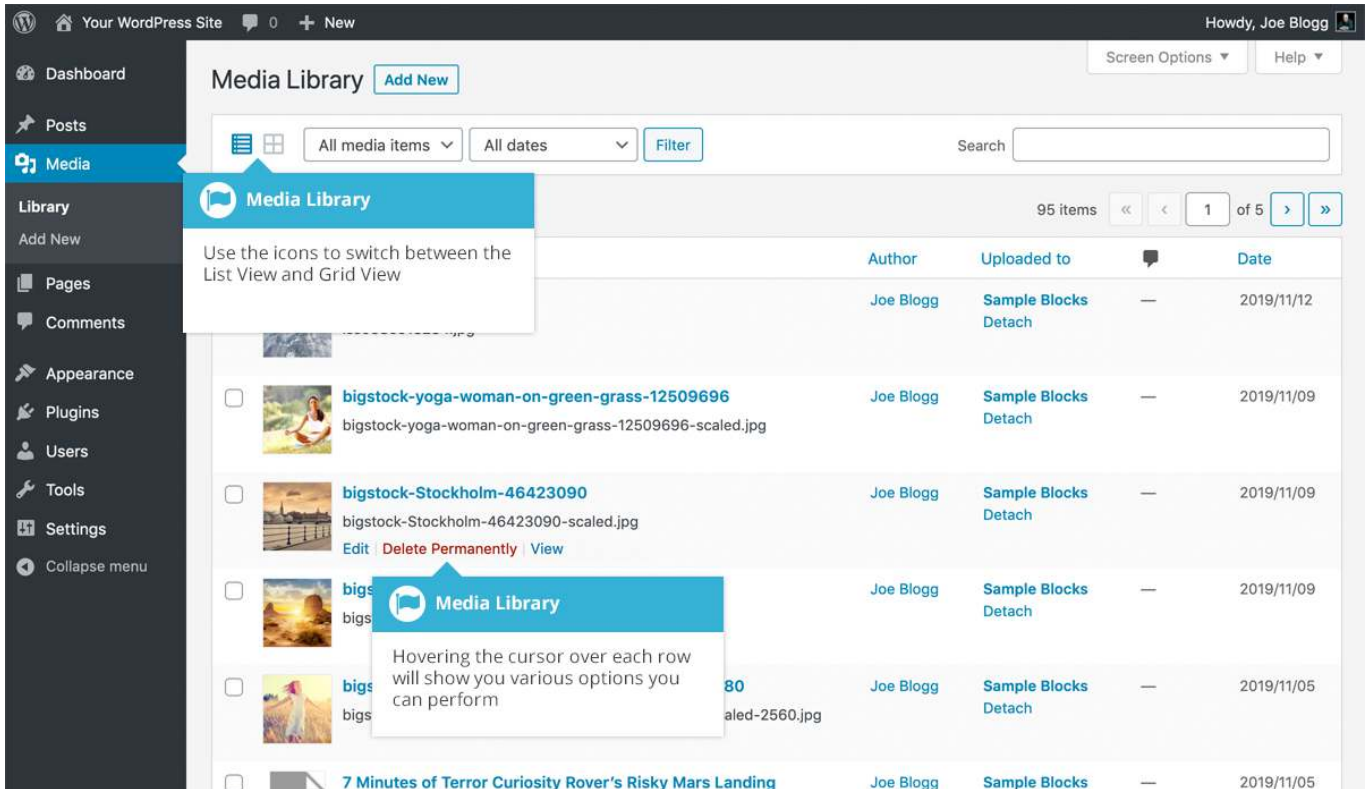 Your WordPress Site 0 + New Howdy, Joe Blogg
Screen Options Help
Dashboard
Posts
Media
Library
Add New
Pages
Comments
Appearance
Plugins
Users
Tools
Settings
Collapse menu
Media Library Add New
All media items All dates Filter Search
Media Library
Use the icons to switch between the
List View and Grid View
95 items « ‹ 1 of 5 › »
Author Uploaded to Date
Joe Blogg Sample Blocks — 2019/11/12
Detach
bigstock-yoga-woman-on-green-grass-12509696 Joe Blogg Sample Blocks — 2019/11/09
bigstock-yoga-woman-on-green-grass-12509696-scaled.jpg Detach
bigstock-Stockholm-46423090 Joe Blogg Sample Blocks — 2019/11/09
bigstock-Stockholm-46423090-scaled.jpg Detach
Edit | Delete Permanently | View
bigs Joe Blogg Sample Blocks — 2019/11/09
bigs Detach
Media Library
Hovering the cursor over each row
will show you various options you
can perform
bigs 80 Joe Blogg Sample Blocks — 2019/11/05
bigs aled-2560.jpg Detach
7 Minutes of Terror Curiosity Rover's Risky Mars Landing Joe Blogg Sample Blocks — 2019/11/05